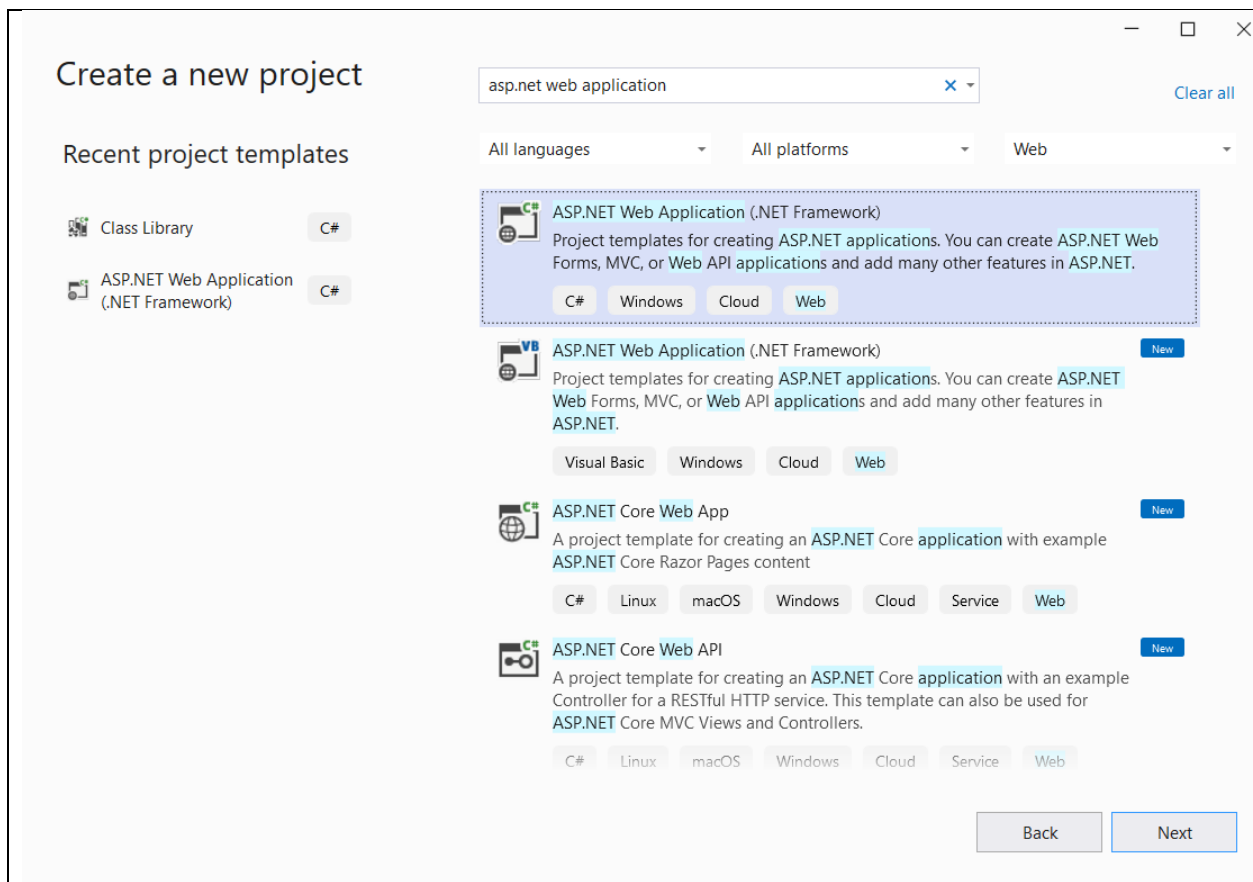 Create a new project
asp.net web application
Clear all
Recent project templates
All languages
All platforms
Web
Class Library
C#
ASP.NET Web Application
(.NET Framework)
C#
C#
ASP.NET Web Application (.NET Framework)
Project templates for creating ASP.NET applications. You can create ASP.NET Web
Forms, MVC, or Web API applications and add many other features in ASP.NET.
C#
Windows
Cloud
Web
VB
ASP.NET Web Application (.NET Framework)
New
Project templates for creating ASP.NET applications. You can create ASP.NET
Web Forms, MVC, or Web API applications and add many other features in
ASP.NET.
Visual Basic
Windows
Cloud
Web
C#
ASP.NET Core Web App
New
A project template for creating an ASP.NET Core application with example
ASP.NET Core Razor Pages content
C#
Linux
macOS
Windows
Cloud
Service
Web
C#
ASP.NET Core Web API
New
A project template for creating an ASP.NET Core application with an example
Controller for a RESTful HTTP service. This template can also be used for
ASP.NET Core MVC Views and Controllers.
C#
Linux
macOS
Windows
Cloud
Service
Web
Back
Next